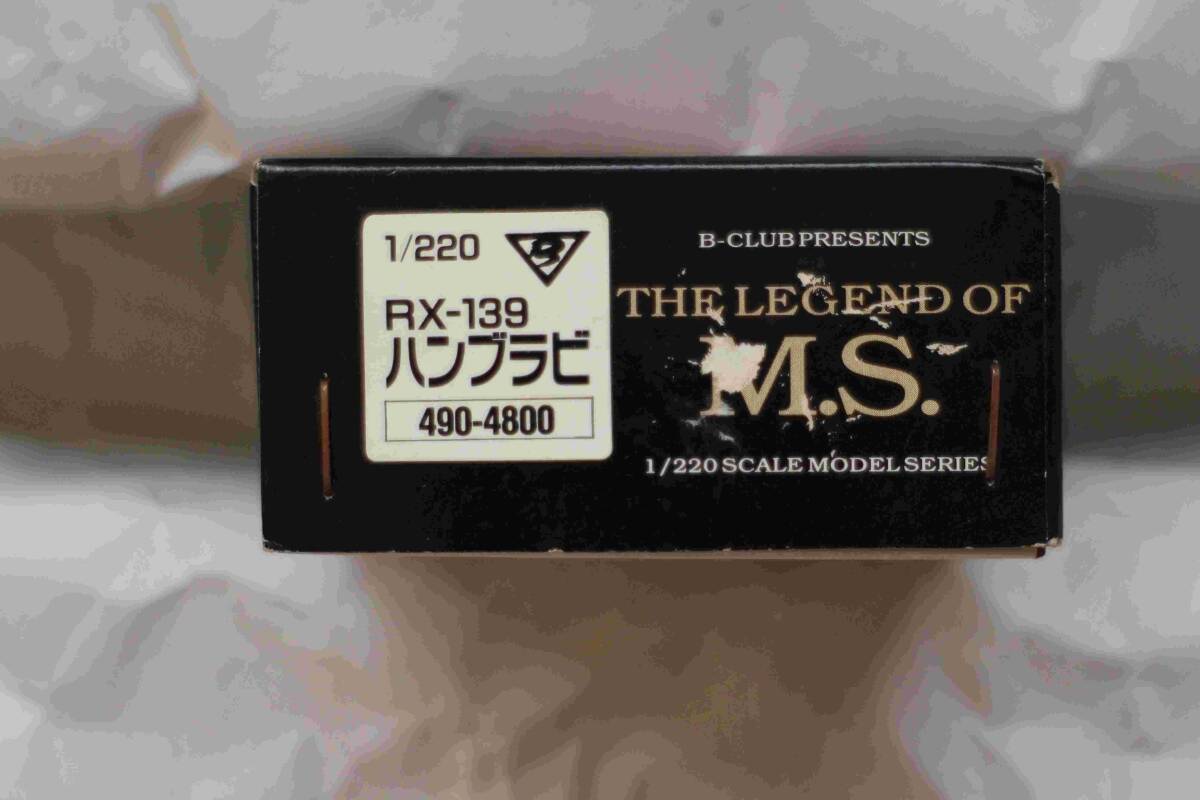 1/220
RX-139
ハンブラビ
490-4800
B-CLUB PRESENTS
THE LEGEND OF
M.S.
1/220 SCALE MODEL SERIES